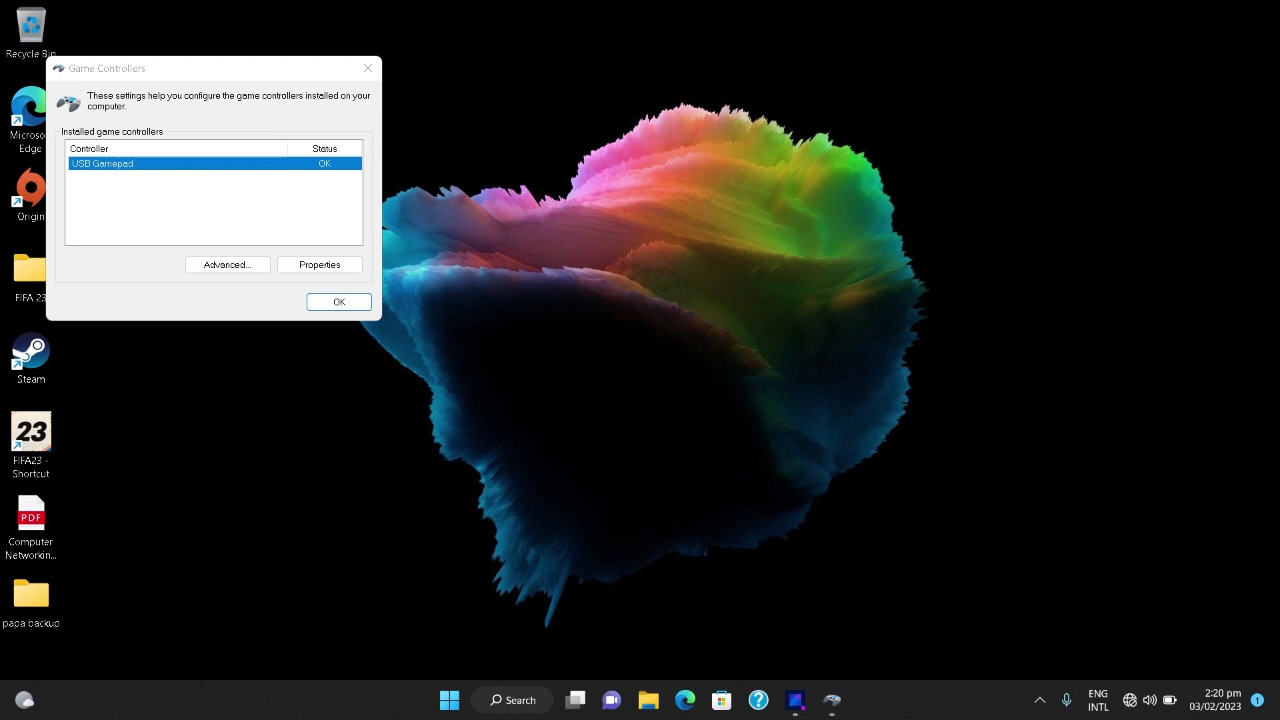 Recycle Bin
Game Controllers
These settings help you configure the game controllers installed on your
computer.
Installed game controllers
Controller Status
USB Gamepad OK
Advanced... Properties
OK
Edge
Origin
FIFA 23
Steam
23
FIFA23 -
Shortcut
PDF
Computer
Networkin...
papa backup
Search
ENG
INTL
2:20 pm
03/02/2023
1